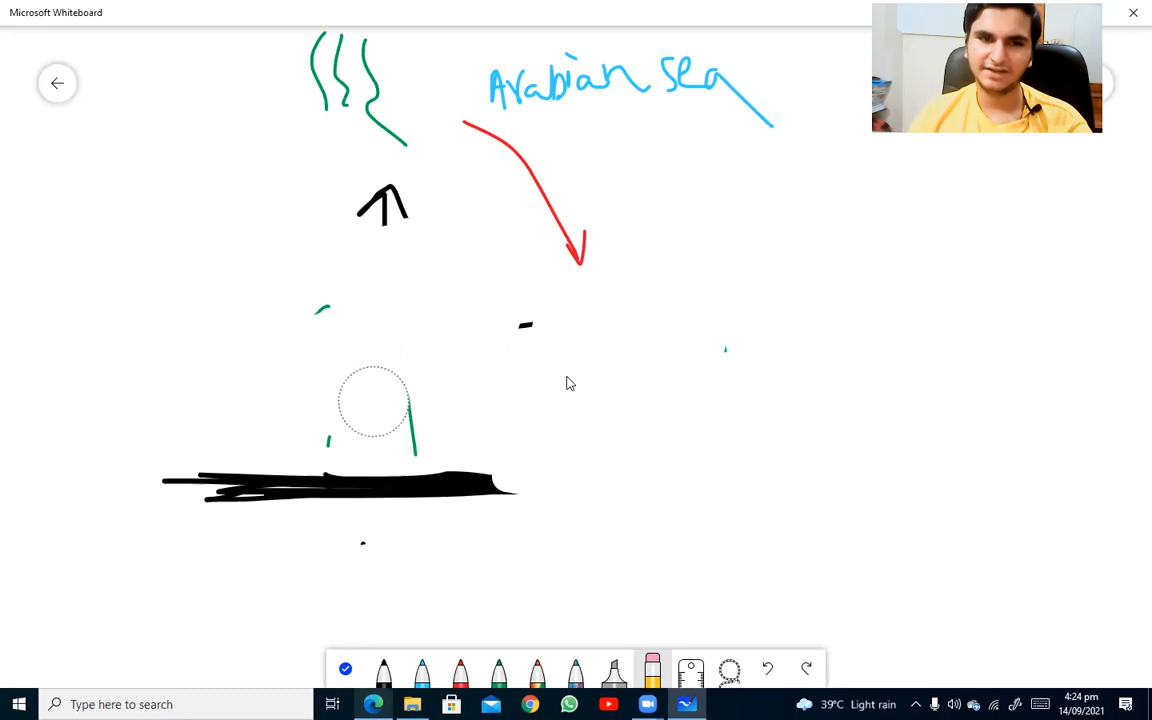 Microsoft Whiteboard
Arabian sea
Type here to search
39°C Light rain
4:24 pm
14/09/2021